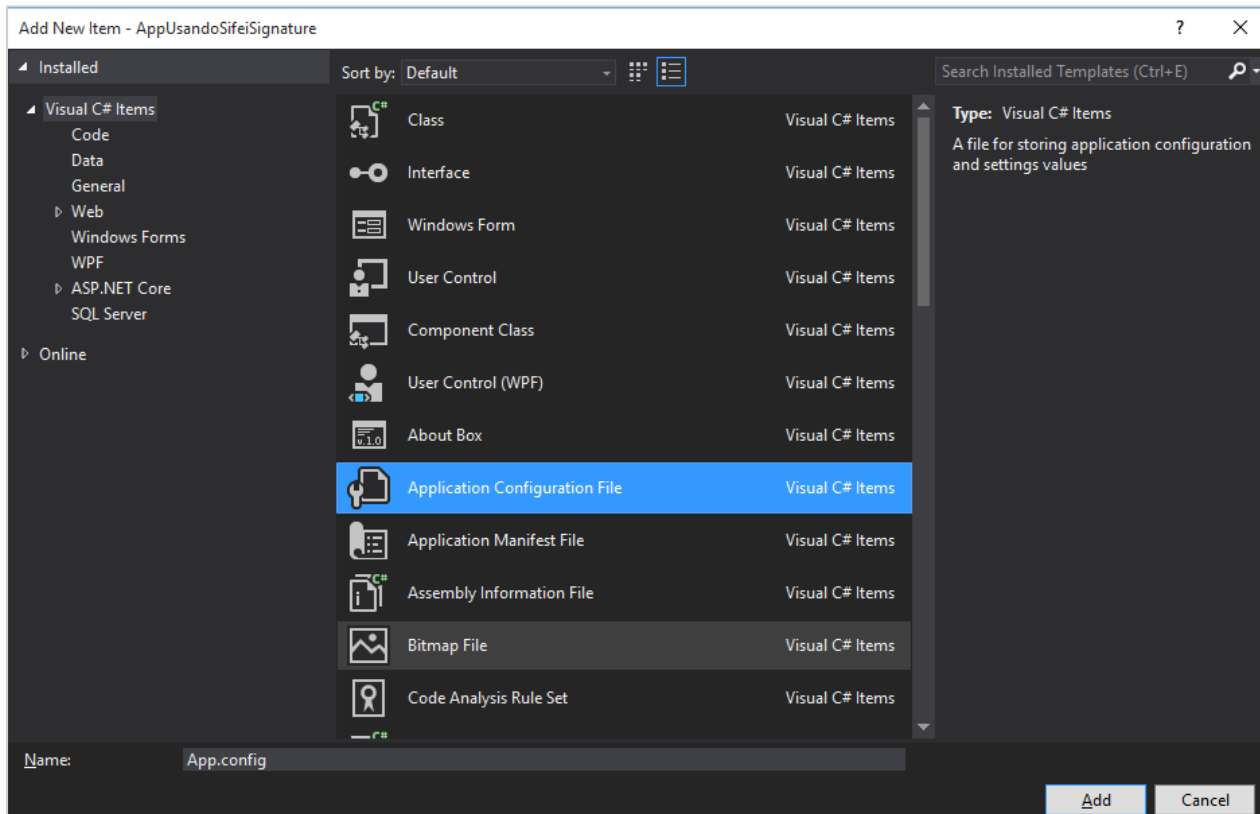 Add New Item - AppUsandoSifeiSignature
?
Installed
Sort by: Default
Search Installed Templates (Ctrl+E)
Visual C# Items
Code
Data
General
Web
Windows Forms
WPF
ASP.NET Core
SQL Server
Online
C#
Class Visual C# Items
Interface Visual C# Items
Windows Form Visual C# Items
User Control Visual C# Items
Component Class Visual C# Items
User Control (WPF) Visual C# Items
v.1.0
About Box Visual C# Items
Application Configuration File Visual C# Items
Application Manifest File Visual C# Items
C#
Assembly Information File Visual C# Items
Bitmap File Visual C# Items
Code Analysis Rule Set Visual C# Items
C#
Type: Visual C# Items
A file for storing application configuration
and settings values
Name: App.config
Add Cancel